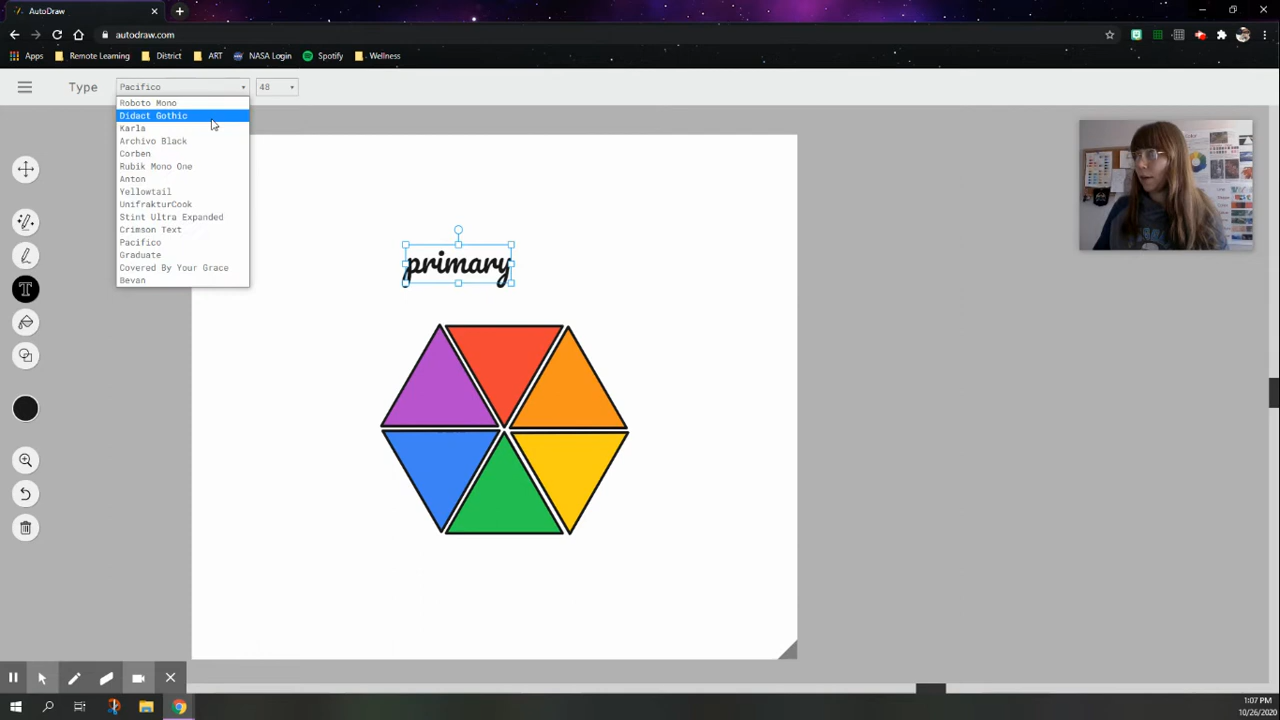 AutoDraw
autodraw.com
Apps Remote Learning District ART NASA Login Spotify Wellness
Type Pacifico 48
Roboto Mono
Didact Gothic
Karla
Archivo Black
Corben
Rubik Mono One
Anton
Yellowtail
UnifrakturCook
Stint Ultra Expanded
Crimson Text
Pacifico
Graduate
Covered By Your Grace
Bevan
primary
T
1:07 PM
10/26/2020